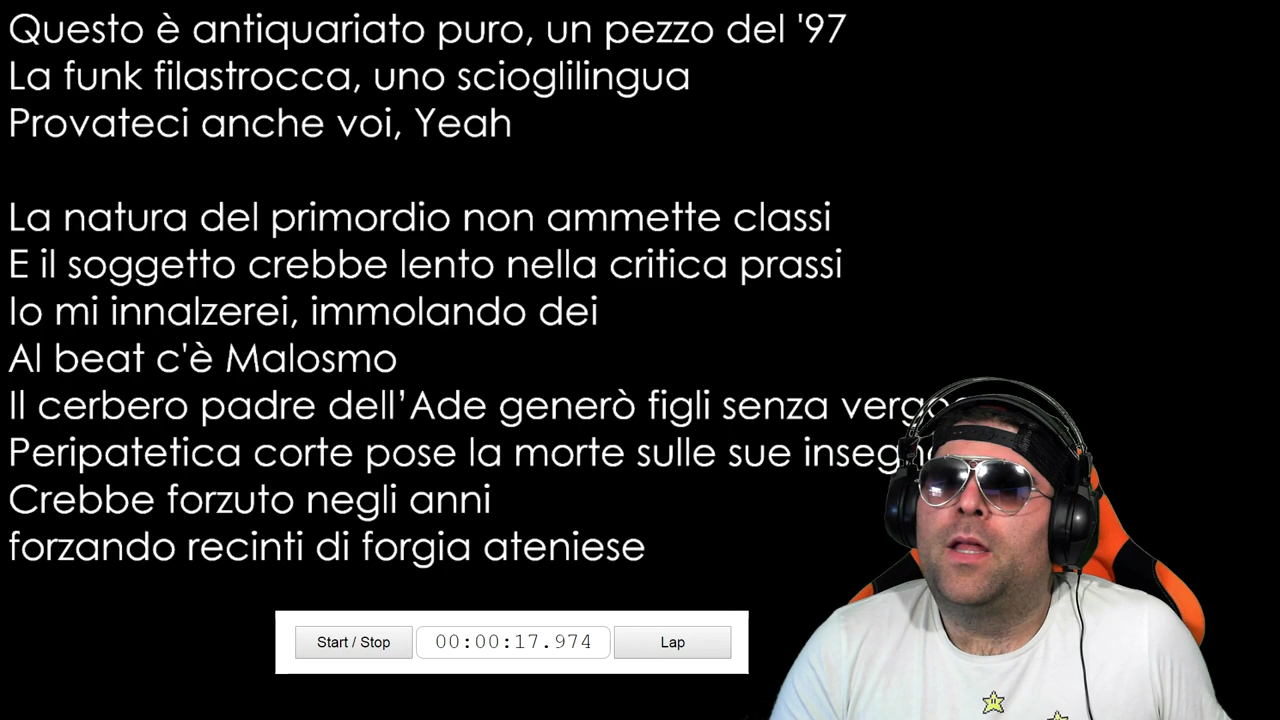 Questo è antiquariato puro, un pezzo del '97
La funk filastrocca, uno scioglilingua
Provateci anche voi, Yeah
La natura del primordio non ammette classi
E il soggetto crebbe lento nella critica prassi
Io mi innalzerei, immolando dei
Al beat c'è Malosmo
Il cerbero padre dell’Ade generò figli senza
Peripatetica corte pose la morte sulle sue
Crebbe forzuto negli anni
forzando recinti di forgia ateniese
Start / Stop 00:00:17.974 Lap